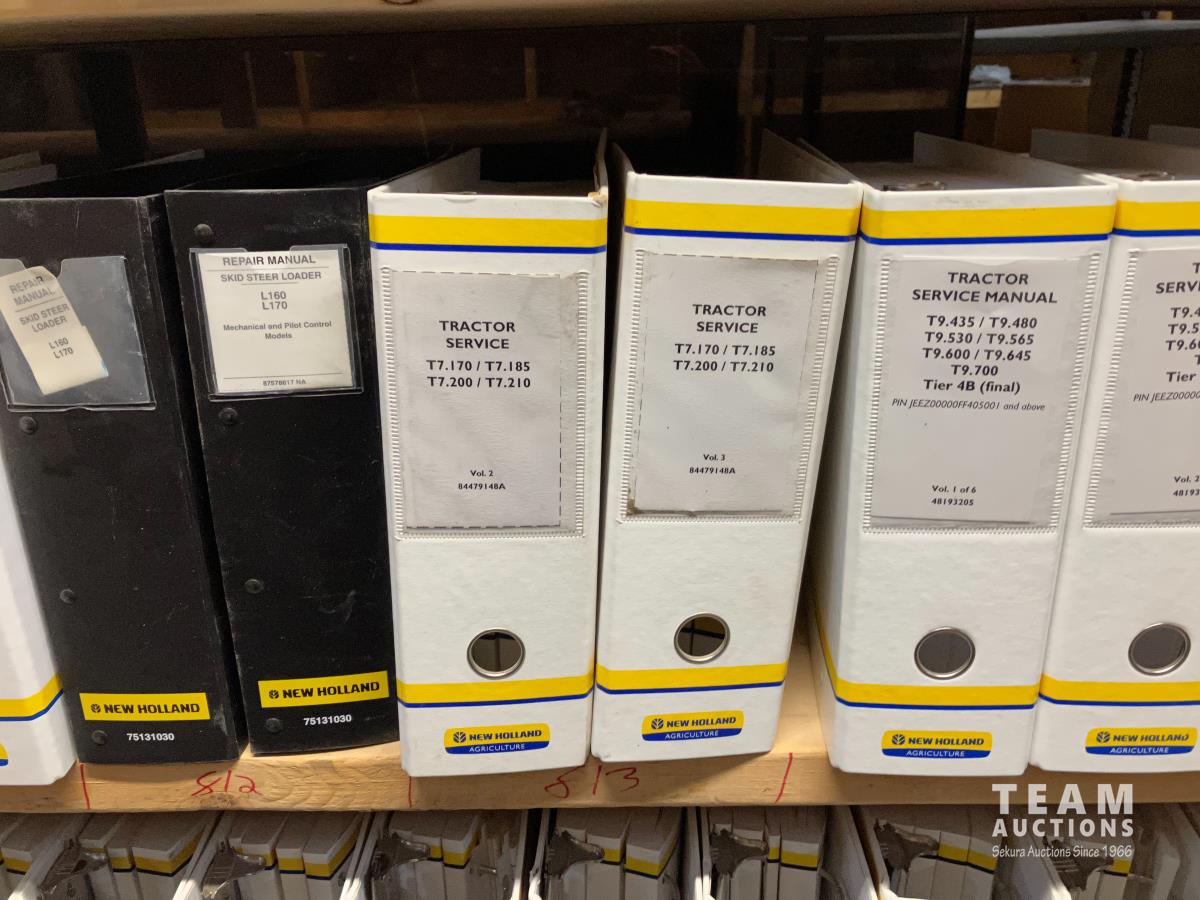 REPAIR
MANUAL
SKID STEER
LOADER
L160
L170
NEW HOLLAND
75131030
REPAIR MANUAL
SKID STEER LOADER
L160
L170
Mechanical and Pilot Control
Models
87576617 NA
NEW HOLLAND
75131030
TRACTOR
SERVICE
T7.170 / T7.185
T7.200 / T7.210
Vol. 2
84479148A
NEW HOLLAND
AGRICULTURE
TRACTOR
SERVICE
T7.170 / T7.185
T7.200 / T7.210
Vol. 3
84479148A
NEW HOLLAND
AGRICULTURE
TRACTOR
SERVICE MANUAL
T9.435 / T9.480
T9.530 / T9.565
T9.600 / T9.645
T9.700
Tier 4B (final)
PIN JEEZ00000FF405001 and above
Vol. 1 of 6
48193205
NEW HOLLAND
AGRICULTURE
Tier
Vol. 2
NEW HOLLAND
AGRICULTURE
812
813
TEAM
AUCTIONS
Sekura Auctions Since 1966